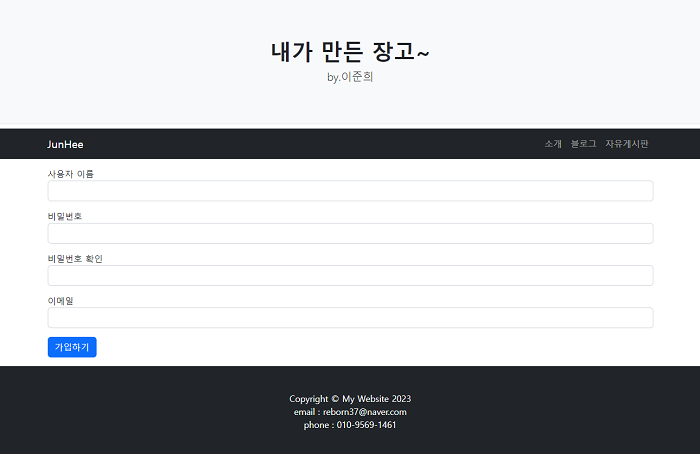 내가 만든 장고~
by.이준희
JunHee 소개 블로그 자유게시판
사용자 이름
비밀번호
비밀번호 확인
이메일
가입하기
Copyright © My Website 2023
email : reborn37@naver.com
phone : 010-9569-1461